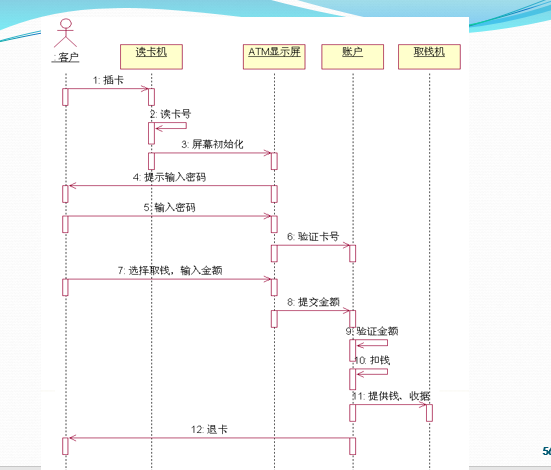 读卡机
ATM显示屏
账户
取钱机
: 客户
1: 插卡
2: 读卡号
3: 屏幕初始化
4: 提示输入密码
5: 输入密码
6: 验证卡号
7: 选择取钱，输入金额
8: 提交金额
9: 验证金额
10: 扣钱
11: 提供钱、收据
12: 退卡